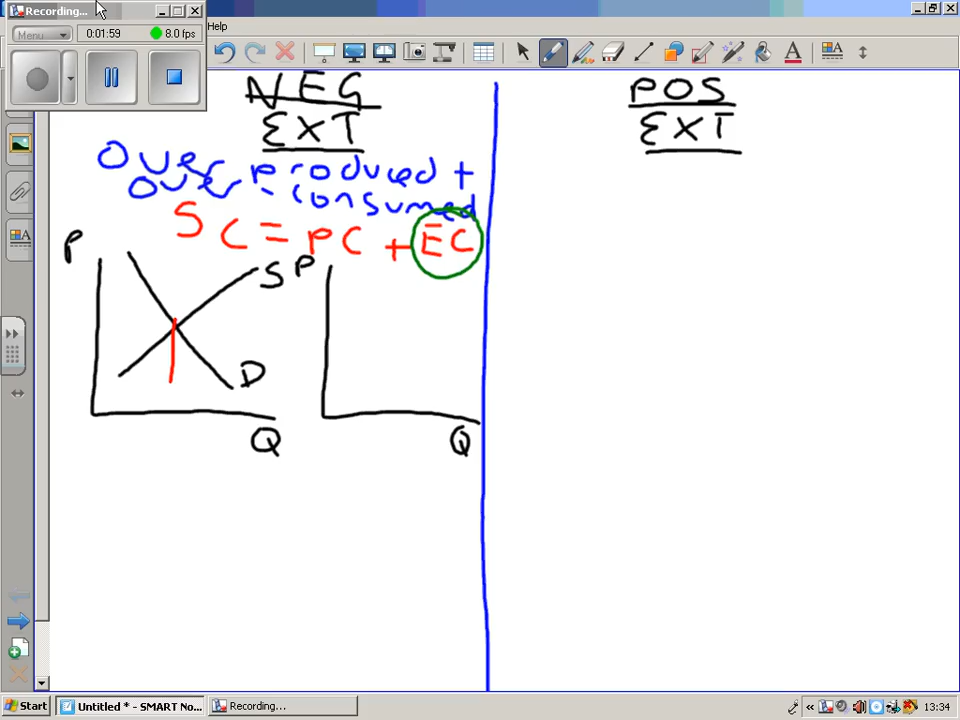 Recording...
Menu
0:01:59
8.0 fps
Help
NEG
EXT
POS
EXT
Over produced +
Over-consumed
SC = PC + EC
P
S
D
Q
P
Q
Start
Untitled * - SMART No...
Recording...
13:34